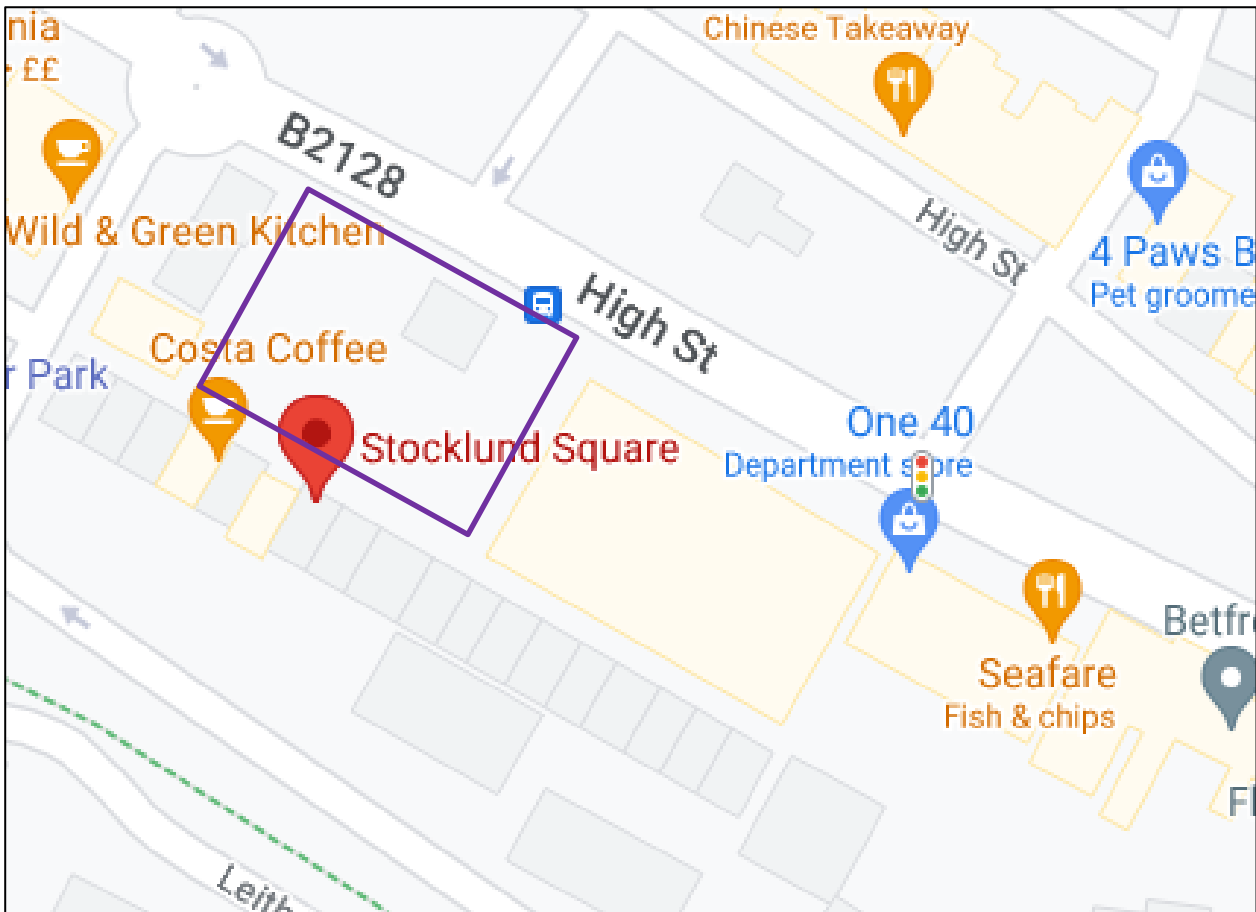 nia
££
Chinese Takeaway
B2128
High St
Wild & Green Kitchen
4 Paws B
Pet groome
High St
Costa Coffee
r Park
One 40
Department store
Stocklund Square
Betfr
Seafare
Fish & chips
Fl
Leith